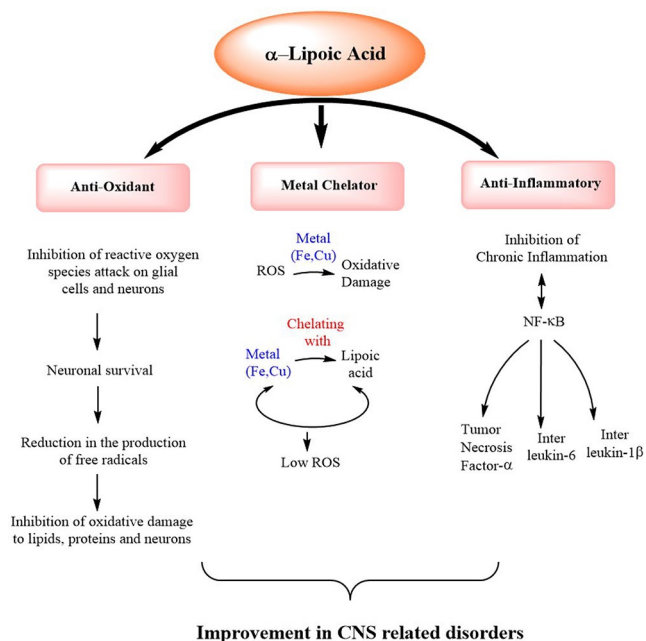 α–Lipoic Acid
Anti-Oxidant
Metal Chelator
Anti-Inflammatory
Inhibition of reactive oxygen
species attack on glial
cells and neurons
Neuronal survival
Reduction in the production
of free radicals
Inhibition of oxidative damage
to lipids, proteins and neurons
Metal
(Fe,Cu)
ROS
Oxidative
Damage
Chelating
with
Metal
(Fe,Cu)
Lipoic
acid
Low ROS
Inhibition of
Chronic Inflammation
NF-κB
Tumor
Necrosis
Factor-α
Inter
leukin-6
Inter
leukin-1β
Improvement in CNS related disorders